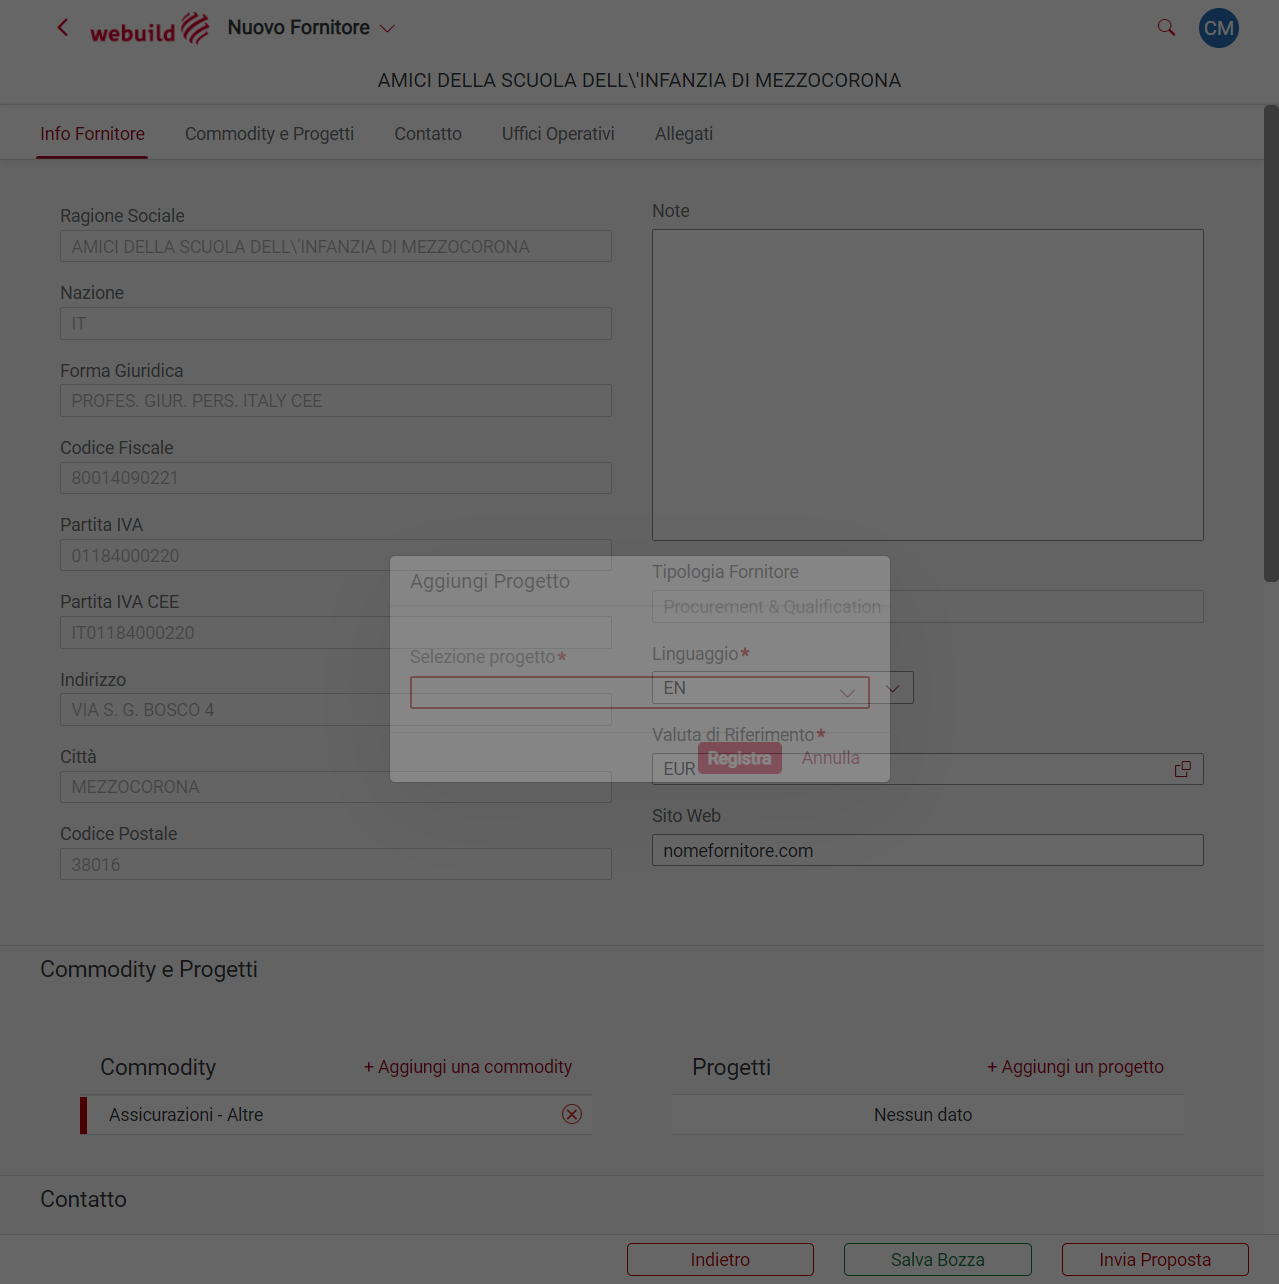 webuild Nuovo Fornitore
CM
AMICI DELLA SCUOLA DELL\'INFANZIA DI MEZZOCORONA
Info Fornitore Commodity e Progetti Contatto Uffici Operativi Allegati
Ragione Sociale
AMICI DELLA SCUOLA DELL\'INFANZIA DI MEZZOCORONA
Nazione
IT
Forma Giuridica
PROFES. GIUR. PERS. ITALY CEE
Codice Fiscale
80014090221
Partita IVA
01184000220
Partita IVA CEE
IT01184000220
Indirizzo
VIA S. G. BOSCO 4
Città
MEZZOCORONA
Codice Postale
38016
Note
Tipologia Fornitore
Procurement & Qualification
Linguaggio*
EN
Valuta di Riferimento*
EUR
Sito Web
nomefornitore.com
Aggiungi Progetto
Selezione progetto*
Registra Annulla
Commodity e Progetti
Commodity + Aggiungi una commodity
Assicurazioni - Altre
Progetti + Aggiungi un progetto
Nessun dato
Contatto
Indietro Salva Bozza Invia Proposta